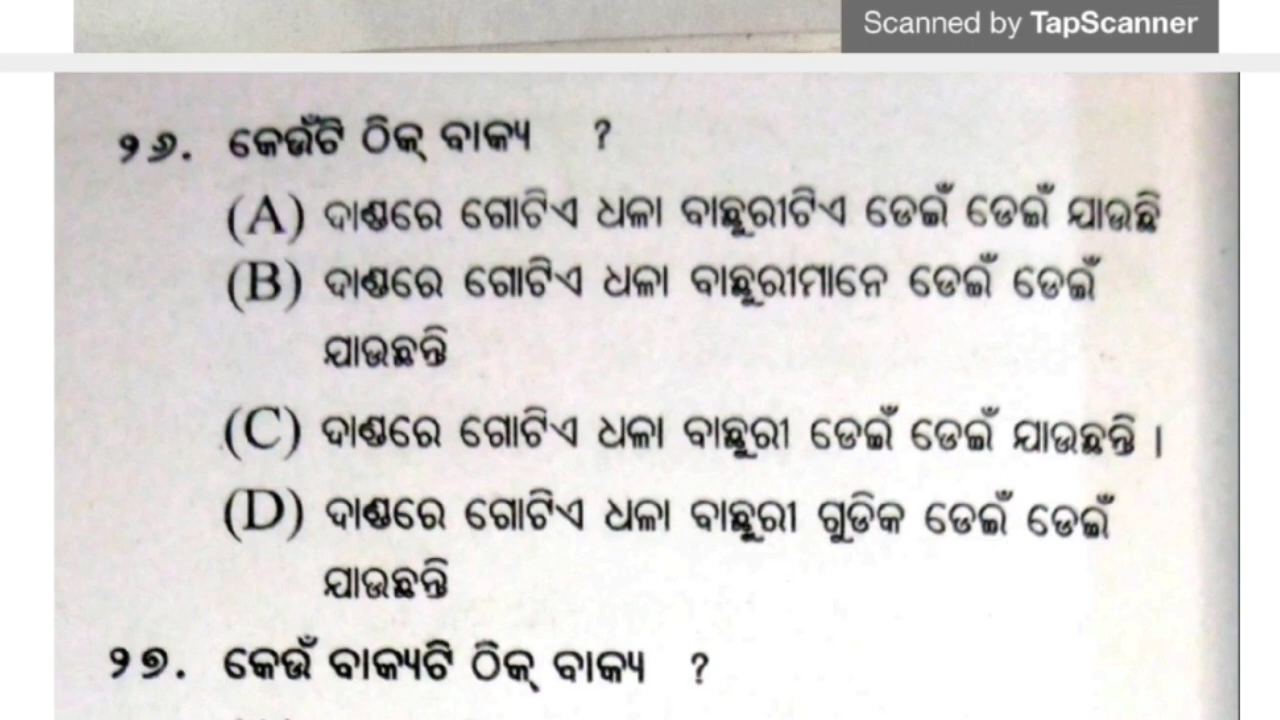 Scanned by TapScanner
୨୬. କେଉଁଟି ଠିକ୍ ବାକ୍ୟ ?
(A) ଦାଣ୍ଡରେ ଗୋଟିଏ ଧଳା ବାଛୁରୀଟିଏ ଡେଇଁ ଡେଇଁ ଯାଉଛି
(B) ଦାଣ୍ଡରେ ଗୋଟିଏ ଧଳା ବାଛୁରୀମାନେ ଡେଇଁ ଡେଇଁ
ଯାଉଛନ୍ତି
(C) ଦାଣ୍ଡରେ ଗୋଟିଏ ଧଳା ବାଛୁରୀ ଡେଇଁ ଡେଇଁ ଯାଉଛନ୍ତି ।
(D) ଦାଣ୍ଡରେ ଗୋଟିଏ ଧଳା ବାଛୁରୀ ଗୁଡିକ ଡେଇଁ ଡେଇଁ
ଯାଉଛନ୍ତି
୨୭. କେଉଁ ବାକ୍ୟଟି ଠିକ୍ ବାକ୍ୟ ?